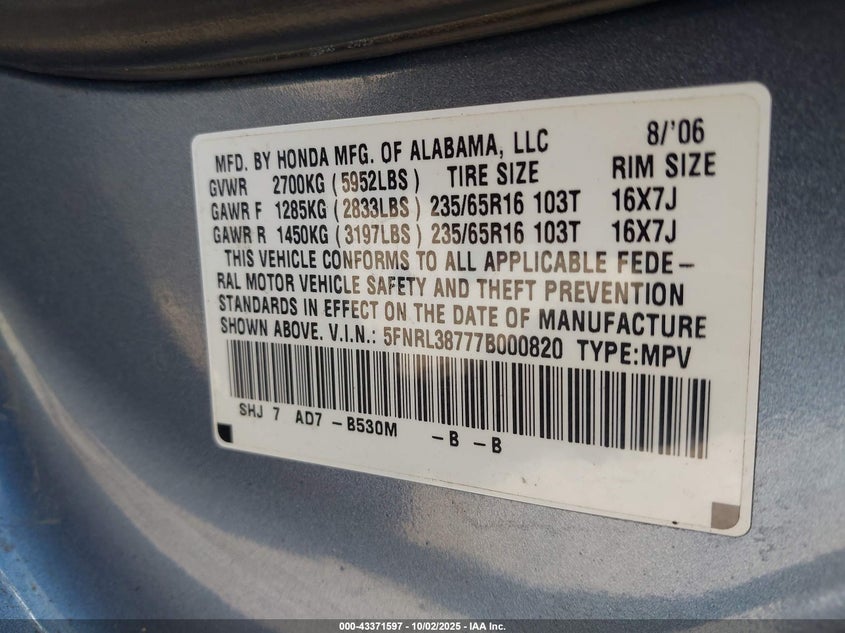 MFD. BY HONDA MFG. OF ALABAMA, LLC 8/'06
GVWR 2700KG ( 5952LBS ) TIRE SIZE RIM SIZE
GAWR F 1285KG ( 2833LBS ) 235/65R16 103T 16X7J
GAWR R 1450KG ( 3197LBS ) 235/65R16 103T 16X7J
THIS VEHICLE CONFORMS TO ALL APPLICABLE FEDE-
RAL MOTOR VEHICLE SAFETY AND THEFT PREVENTION
STANDARDS IN EFFECT ON THE DATE OF MANUFACTURE
SHOWN ABOVE. V.I.N.: 5FNRL38777B000820 TYPE:MPV
SHJ 7 AD7 -B530M -B -B
000-43371597 - 10/02/2025 - IAA Inc.